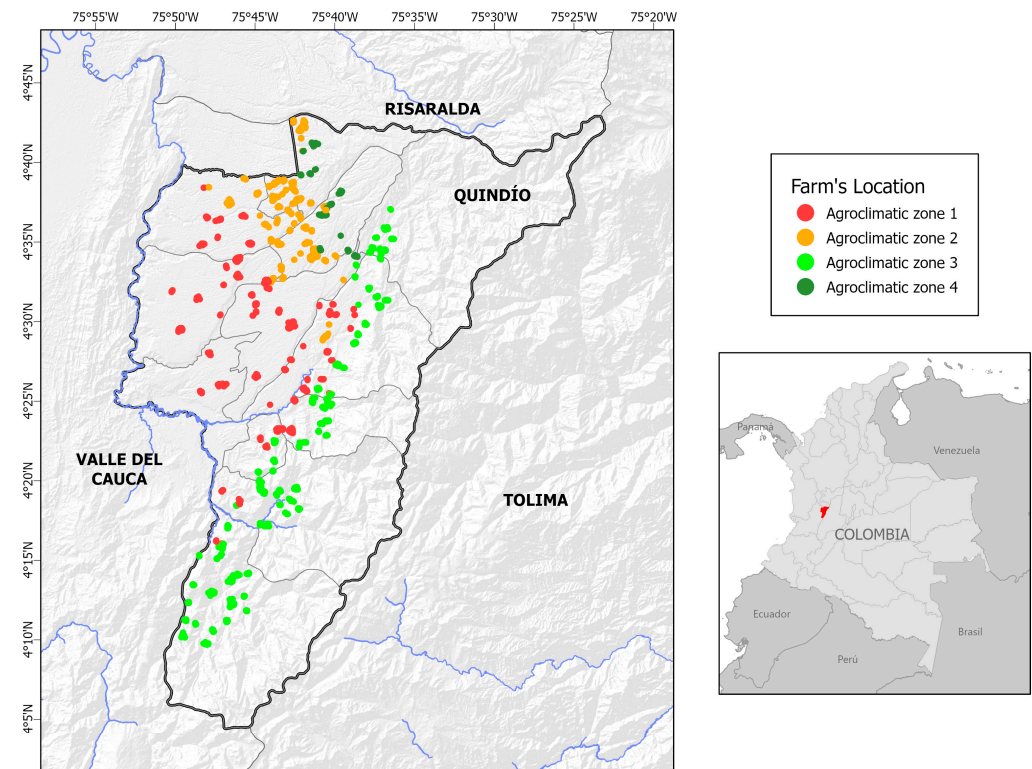 75°55'W 75°50'W 75°45'W 75°40'W 75°35'W 75°30'W 75°25'W 75°20'W
4°45'N
4°40'N
4°35'N
4°30'N
4°25'N
4°20'N
4°15'N
4°10'N
4°5'N
RISARALDA
QUINDÍO
VALLE DEL
CAUCA
TOLIMA
Farm's Location
Agroclimatic zone 1
Agroclimatic zone 2
Agroclimatic zone 3
Agroclimatic zone 4
Panamá
Venezuela
COLOMBIA
Ecuador
Brasil
Perú